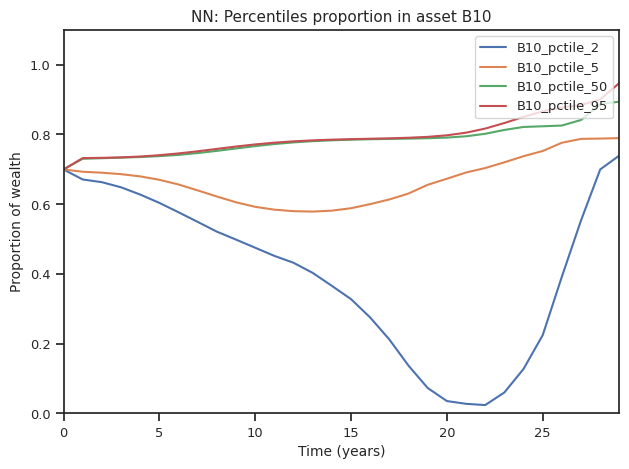 NN: Percentiles proportion in asset B10
B10_pctile_2
B10_pctile_5
B10_pctile_50
B10_pctile_95
Proportion of wealth
1.0
0.8
0.6
0.4
0.2
0.0
0 5 10 15 20 25
Time (years)